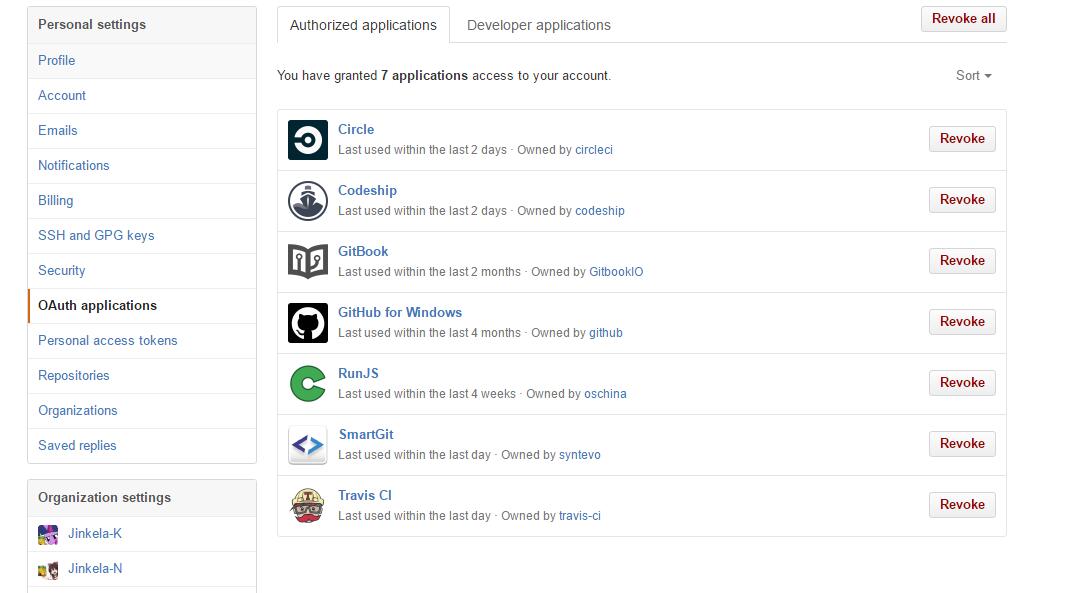 Personal settings
Profile
Account
Emails
Notifications
Billing
SSH and GPG keys
Security
OAuth applications
Personal access tokens
Repositories
Organizations
Saved replies
Organization settings
Jinkela-K
Jinkela-N
Authorized applications Developer applications Revoke all
You have granted 7 applications access to your account. Sort
Circle
Last used within the last 2 days · Owned by circleci
Revoke
Codeship
Last used within the last 2 days · Owned by codeship
Revoke
GitBook
Last used within the last 2 months · Owned by GitbookIO
Revoke
GitHub for Windows
Last used within the last 4 months · Owned by github
Revoke
RunJS
Last used within the last 4 weeks · Owned by oschina
Revoke
SmartGit
Last used within the last day · Owned by syntevo
Revoke
Travis CI
Last used within the last day · Owned by travis-ci
Revoke